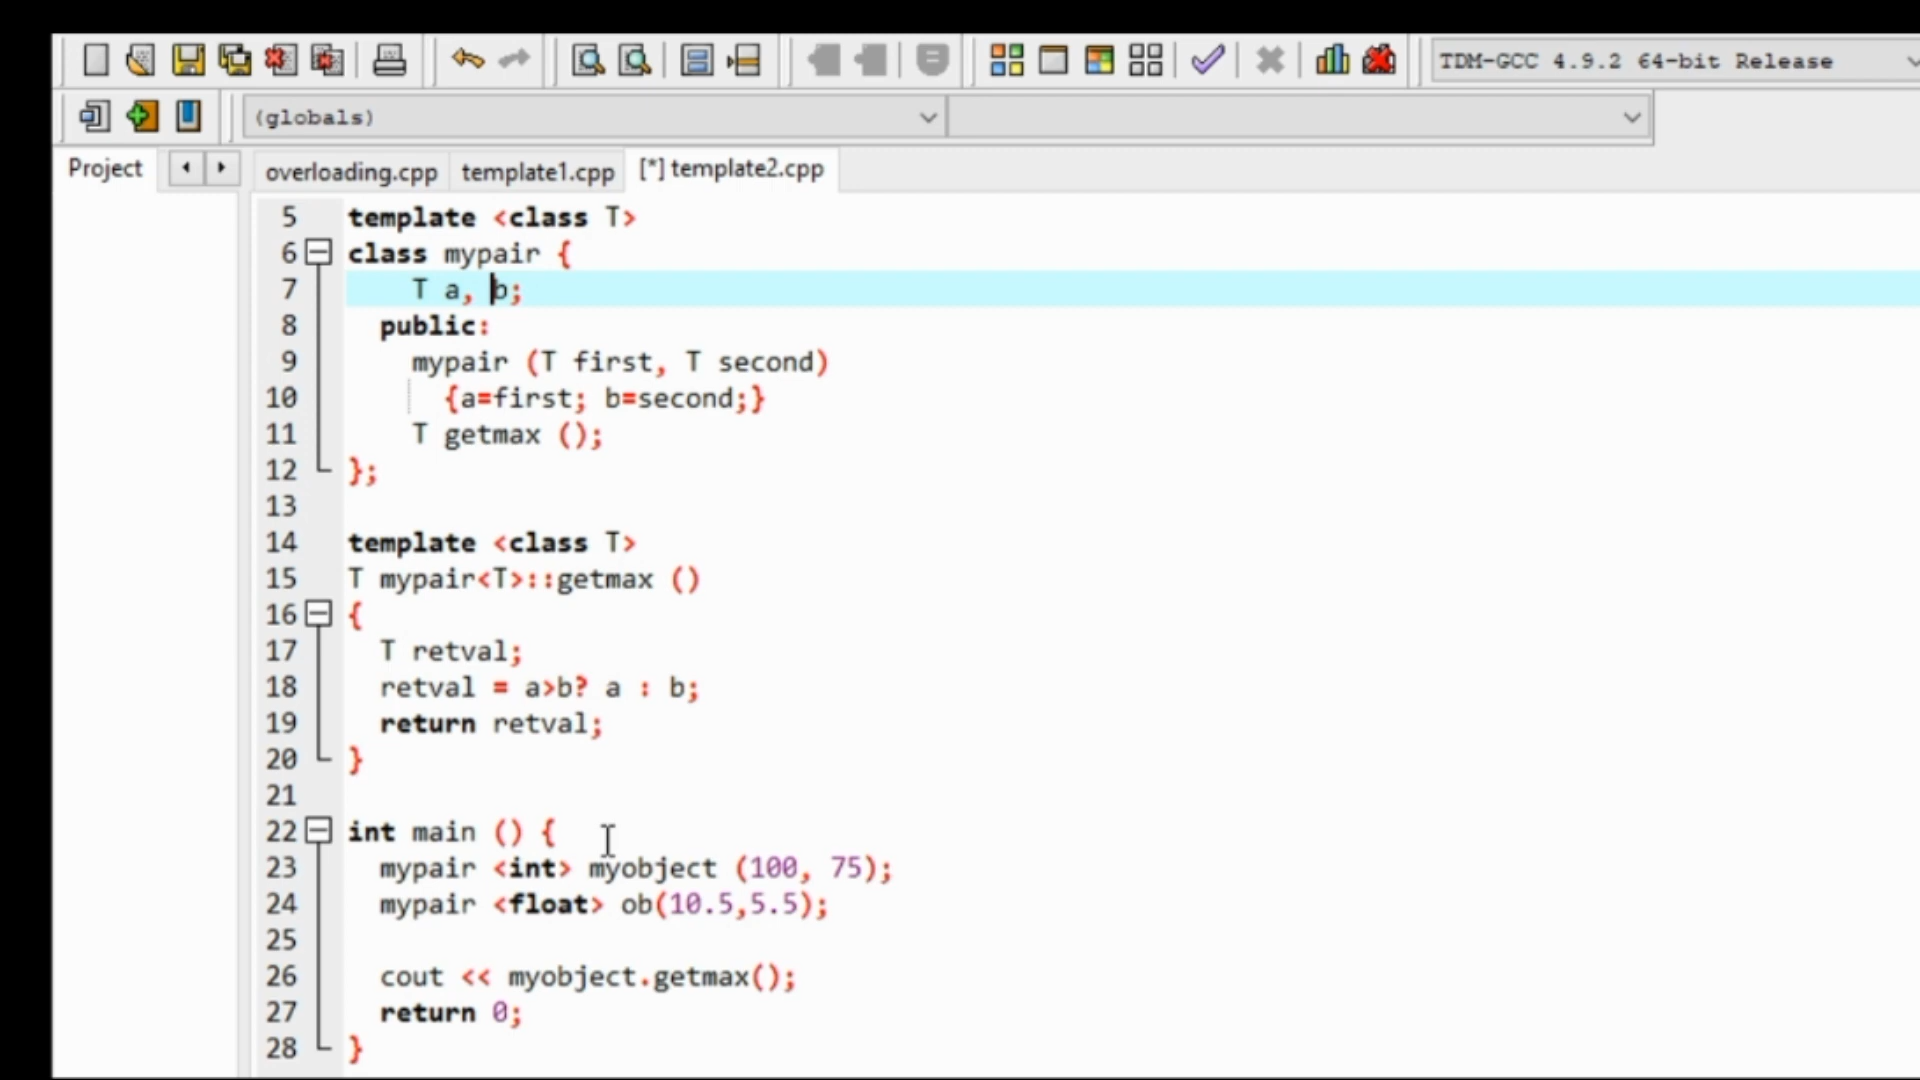 TDM-GCC 4.9.2 64-bit Release
(globals)
Project
overloading.cpp template1.cpp [*] template2.cpp
5 template <class T>
6 class mypair {
7 T a, b;
8 public:
9 mypair (T first, T second)
10 {a=first; b=second;}
11 T getmax ();
12 };
13
14 template <class T>
15 T mypair<T>::getmax ()
16 {
17 T retval;
18 retval = a>b? a : b;
19 return retval;
20 }
21
22 int main () {
23 mypair <int> myobject (100, 75);
24 mypair <float> ob(10.5,5.5);
25
26 cout << myobject.getmax();
27 return 0;
28 }